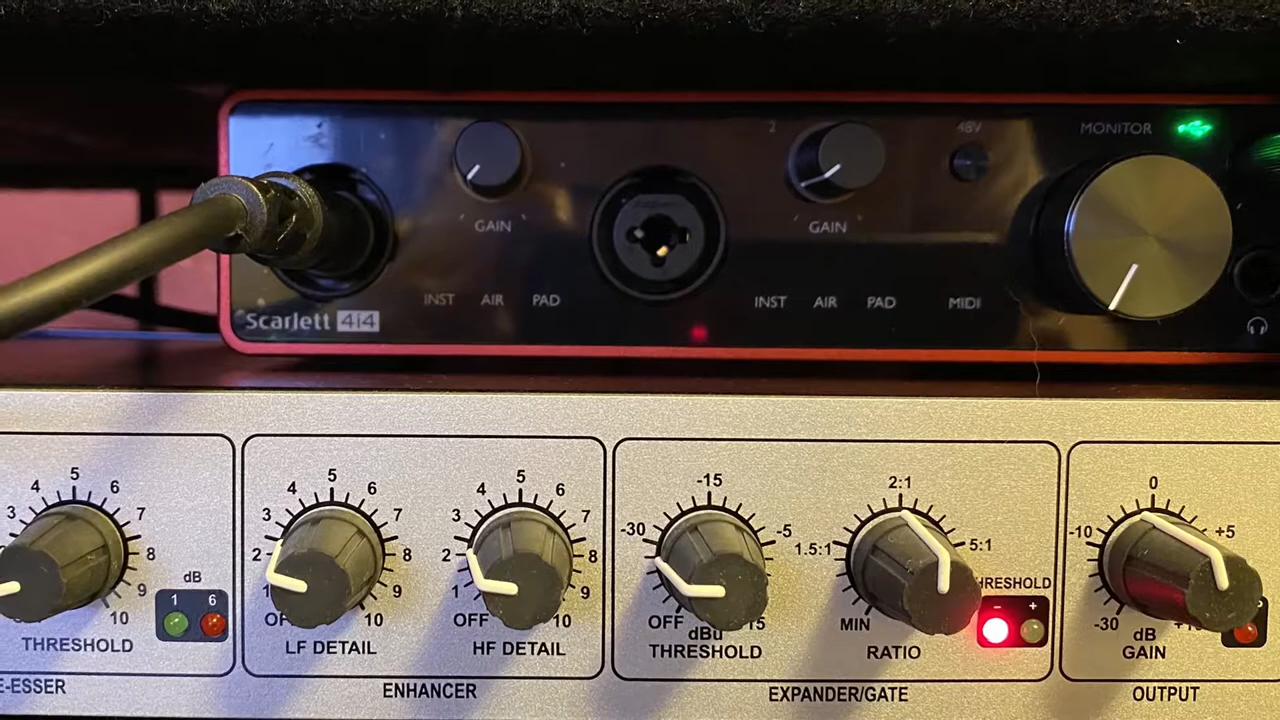 2 48V MONITOR
GAIN GAIN
INST AIR PAD INST AIR PAD MIDI
Scarlett 4i4
3 4 5 6 7 8 9 10
dB
1 6
THRESHOLD
E-ESSER
1 2 3 4 5 6 7 8 9 10
LF DETAIL
OFF 1 2 3 4 5 6 7 8 9 10
HF DETAIL
ENHANCER
OFF -30 -15 -5
dBu
THRESHOLD
MIN 1.5:1 2:1 5:1
RATIO
HRESHOLD
- +
EXPANDER/GATE
-30 -10 0 +5
dB
GAIN
OUTPUT